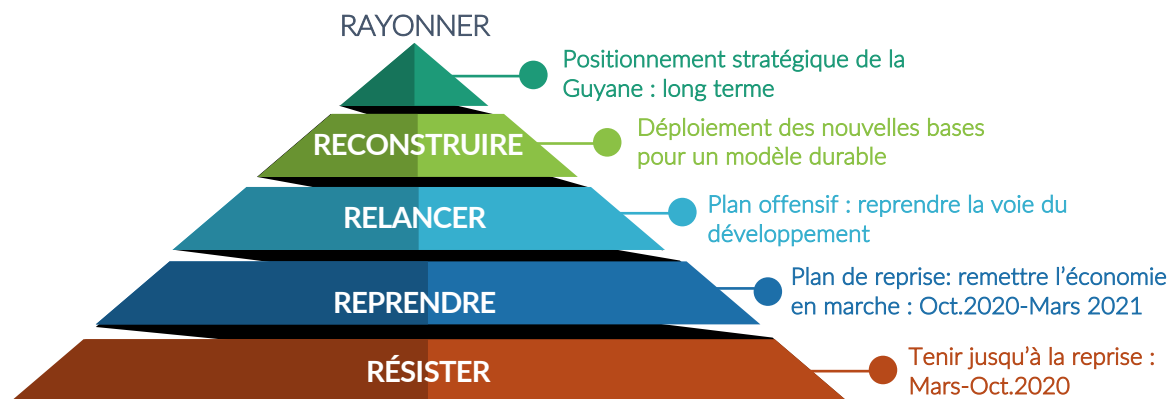 RAYONNER
Positionnement stratégique de la
Guyane : long terme
RECONSTRUIRE
Déploiement des nouvelles bases
pour un modèle durable
RELANCER
Plan offensif : reprendre la voie du
développement
REPRENDRE
Plan de reprise: remettre l'économie
en marche : Oct.2020-Mars 2021
RÉSISTER
Tenir jusqu'à la reprise :
Mars-Oct.2020